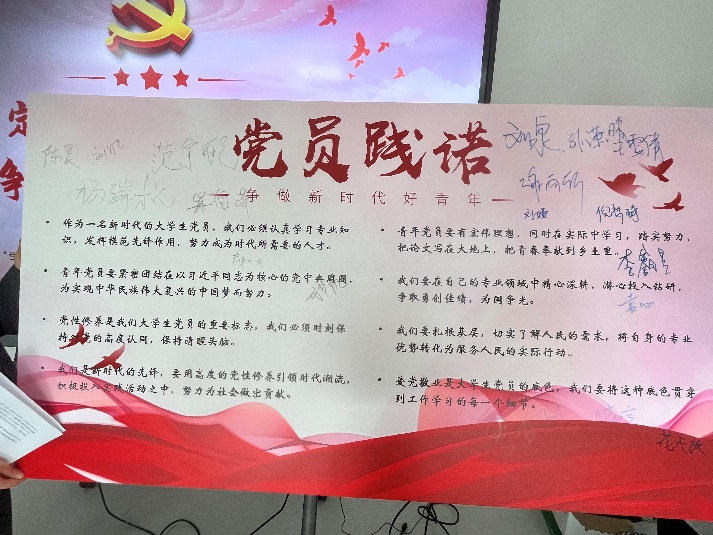 党员践诺
争做新时代好青年
作为一名新时代的大学生党员,我们必须认真学习专业知
识,发挥模范先锋作用,努力成为时代所需要的人才。
青年党员要紧密团结在以习近平同志为核心的党中央周围,
为实现中华民族伟大复兴的中国梦而努力。
党性修养是我们大学生党员的重要标志,我们必须时刻保
持对党的高度认同,保持清醒头脑。
我们是新时代的先锋,要用高度的党性修养引领时代潮流,
积极投入实践活动之中,努力为社会做出贡献。
青年党员要有宏伟理想,同时在实际中学习,踏实努力,
把论文写在大地上,把青春奉献到乡土里。
我们要在自己的专业领域中精心深耕,潜心投入钻研,
争取勇创佳绩,为国争光。
我们要扎根基层,切实了解人民的需求,将自身的专业
优势转化为服务人民的实际行动。
爱党敬业是大学生党员的底色,我们要将这种底色贯穿
到工作学习的每一个细节。